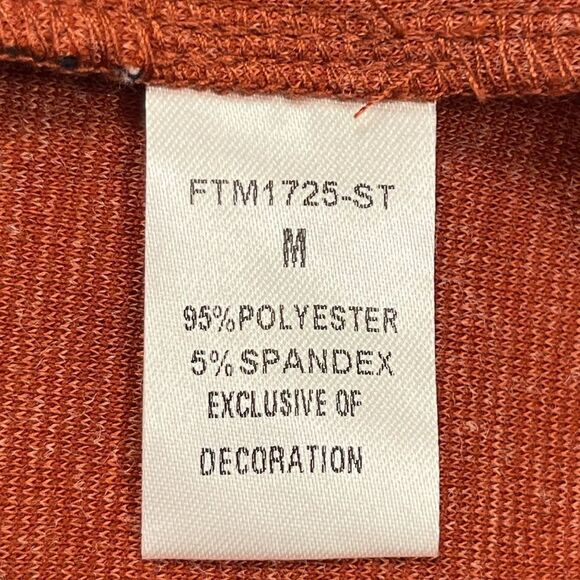 FTM1725-ST
M
95%POLYESTER
5%SPANDEX
EXCLUSIVE OF
DECORATION